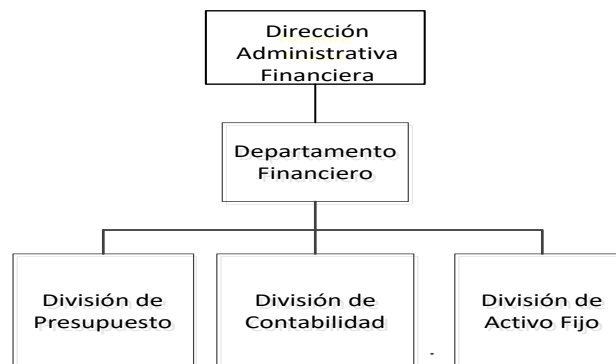 Dirección
Administrativa
Financiera
Departamento
Financiero
División de
Presupuesto
División de
Contabilidad
División de
Activo Fijo